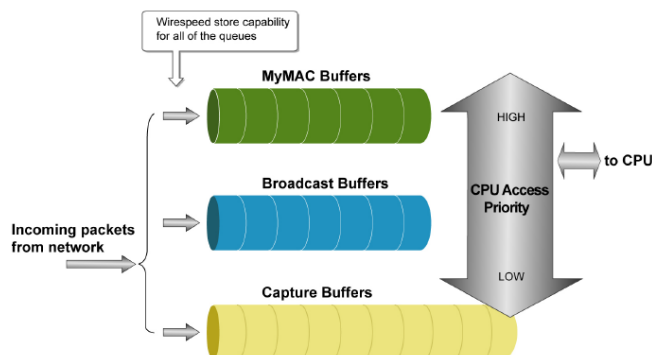 Wirespeed store capability
for all of the queues
MyMAC Buffers
HIGH
to CPU
Broadcast Buffers
CPU Access
Priority
Incoming packets
from network
LOW
Capture Buffers